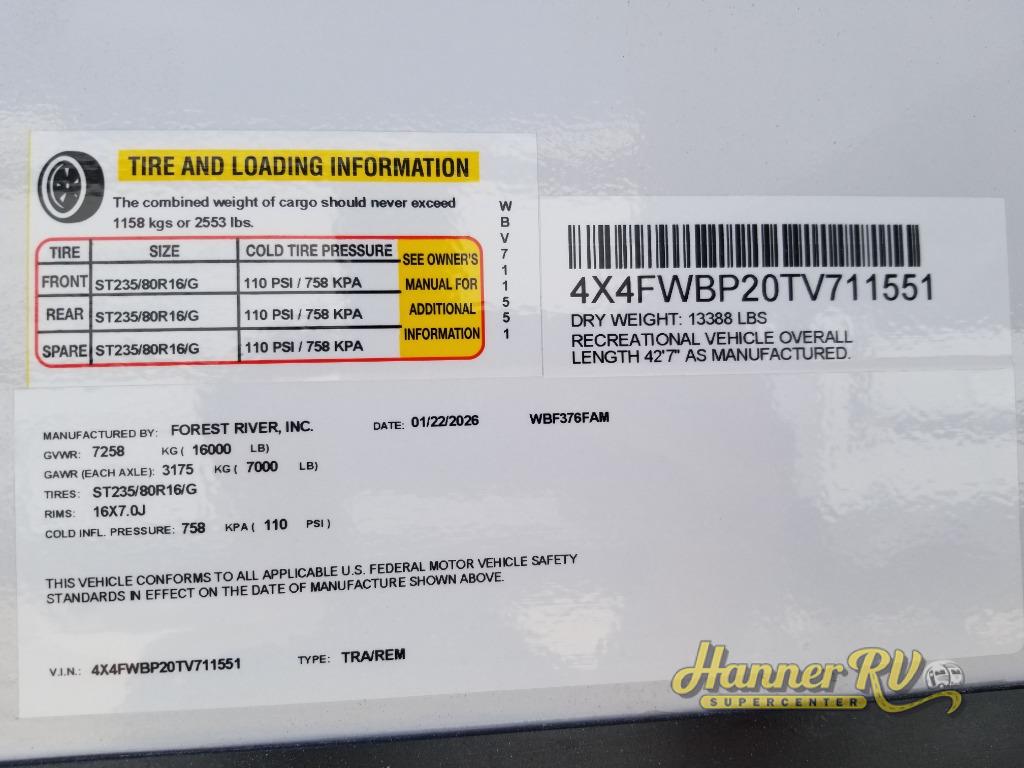 TIRE AND LOADING INFORMATION
The combined weight of cargo should never exceed
1158 kgs or 2553 lbs.
TIRE SIZE COLD TIRE PRESSURE SEE OWNER'S
FRONT ST235/80R16/G 110 PSI / 758 KPA MANUAL FOR
REAR ST235/80R16/G 110 PSI / 758 KPA ADDITIONAL
SPARE ST235/80R16/G 110 PSI / 758 KPA INFORMATION
WBV711551
4X4FWBP20TV711551
DRY WEIGHT: 13388 LBS
RECREATIONAL VEHICLE OVERALL
LENGTH 42'7" AS MANUFACTURED.
MANUFACTURED BY: FOREST RIVER, INC. DATE: 01/22/2026 WBF376FAM
GVWR: 7258 KG ( 16000 LB)
GAWR (EACH AXLE): 3175 KG ( 7000 LB)
TIRES: ST235/80R16/G
RIMS: 16X7.0J
COLD INFL. PRESSURE: 758 KPA ( 110 PSI )
THIS VEHICLE CONFORMS TO ALL APPLICABLE U.S. FEDERAL MOTOR VEHICLE SAFETY
STANDARDS IN EFFECT ON THE DATE OF MANUFACTURE SHOWN ABOVE.
V.I.N.: 4X4FWBP20TV711551 TYPE: TRA/REM
Hanner RV
SUPERCENTER